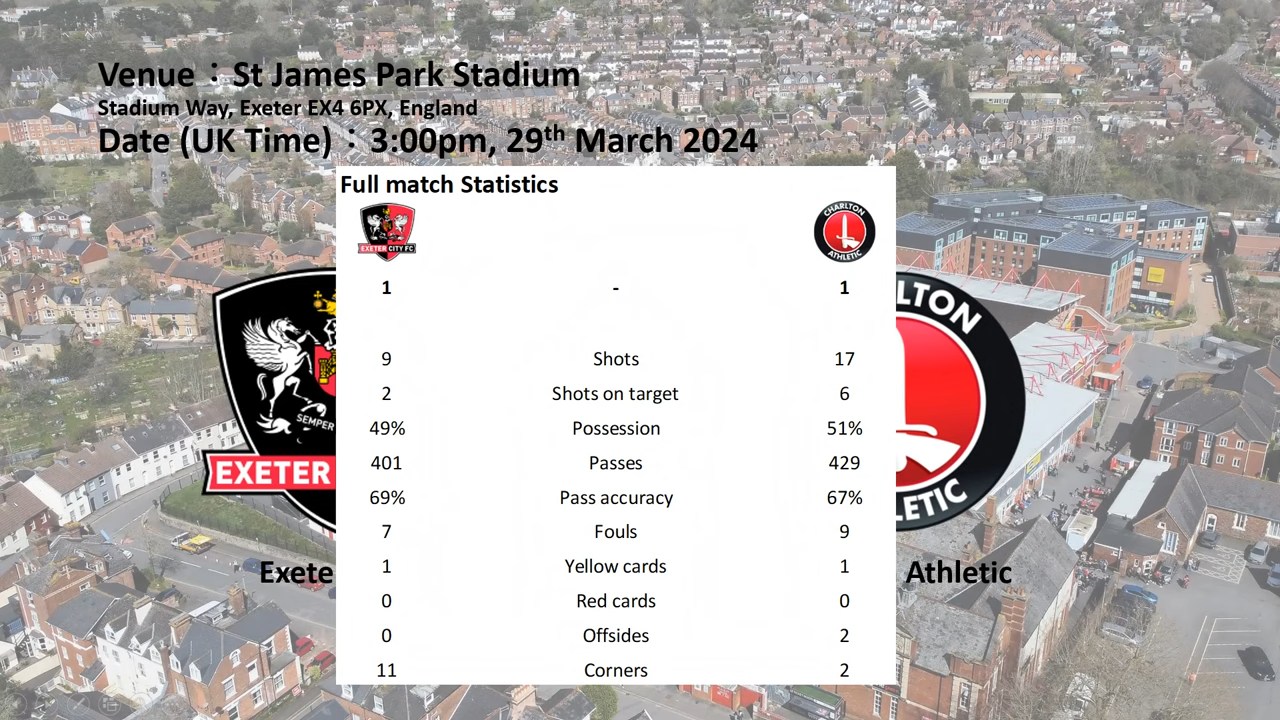 Venue：St James Park Stadium
Stadium Way, Exeter EX4 6PX, England
Date (UK Time)：3:00pm, 29th March 2024
Full match Statistics
EXETER CITY FC
CHARLTON ATHLETIC
1 - 1
9 Shots 17
2 Shots on target 6
49% Possession 51%
401 Passes 429
69% Pass accuracy 67%
7 Fouls 9
1 Yellow cards 1
0 Red cards 0
0 Offsides 2
11 Corners 2
SEMPER
EXETER
LTON
LETIC
Exete
Athletic